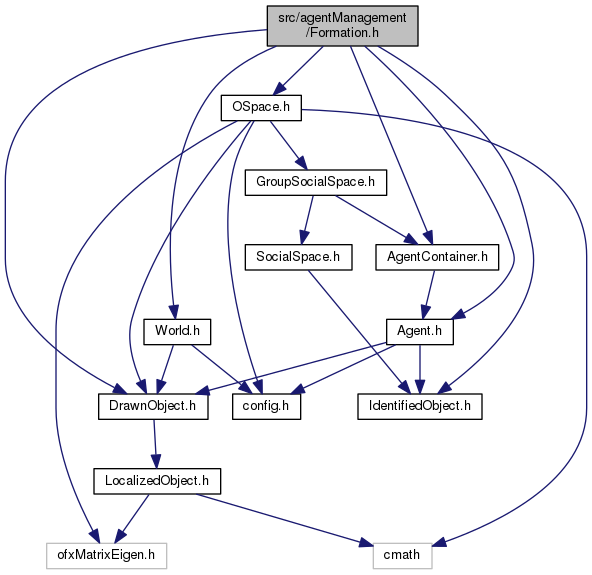 src/agentManagement
/Formation.h
OSpace.h
GroupSocialSpace.h
SocialSpace.h
AgentContainer.h
World.h
Agent.h
DrawnObject.h
config.h
IdentifiedObject.h
LocalizedObject.h
ofxMatrixEigen.h
cmath